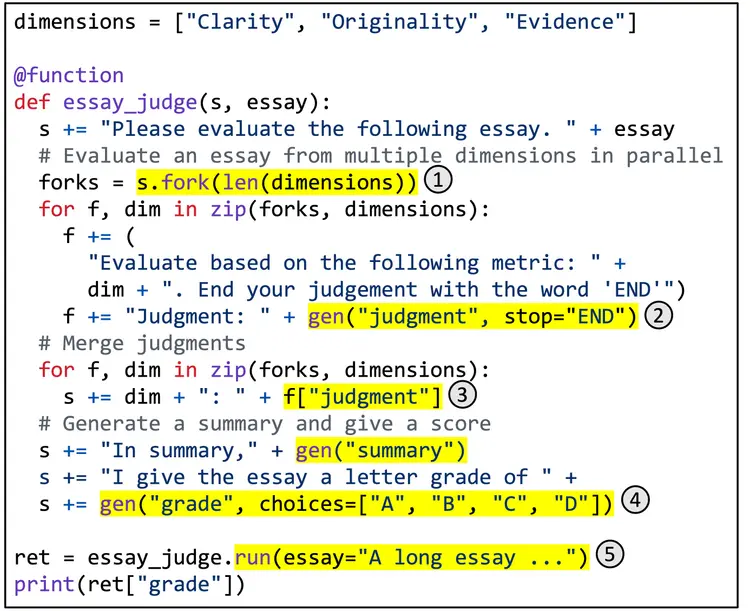 dimensions = ["Clarity", "Originality", "Evidence"]
@function
def essay_judge(s, essay):
  s += "Please evaluate the following essay. " + essay
  # Evaluate an essay from multiple dimensions in parallel
  forks = s.fork(len(dimensions)) 1
  for f, dim in zip(forks, dimensions):
    f += (
      "Evaluate based on the following metric: " +
      dim + ". End your judgement with the word 'END'")
    f += "Judgment: " + gen("judgment", stop="END") 2
  # Merge judgments
  for f, dim in zip(forks, dimensions):
    s += dim + ": " + f["judgment"] 3
  # Generate a summary and give a score
  s += "In summary," + gen("summary")
  s += "I give the essay a letter grade of " +
  s += gen("grade", choices=["A", "B", "C", "D"]) 4
ret = essay_judge.run(essay="A long essay ...") 5
print(ret["grade"])